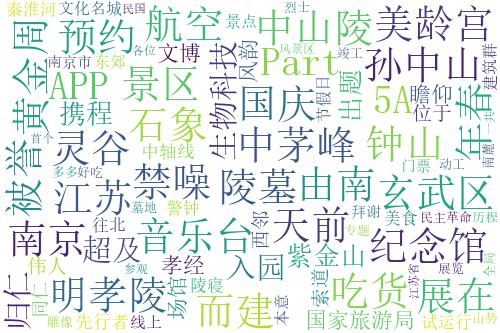 秦淮河 文化名城 民国 航空 景点 中山陵 烈士 美龄宫
南京市 东郊 预约 文博 风韵 各位 风景区 竣工 建筑群
黄金周 APP 景区 Part 孙中山
携程 生物科技 国庆 出题 节假日 5A 瞻仰 位于 年春 一共
被誉 石象 中轴线 首个
灵谷 中茅峰 钟山 南麓
多多 好吃 禁噪 陵墓 由南 门票 动工 玄武区
江苏 墓地 警钟 拜谒 美食 民主革命 历程
南京 往北 音乐台 西邻 天前 专题 纪念馆
超及 孝经 紫金山 全局
归仁 伟人 入园 参观 索道 江苏省 展览
同仁 明孝陵 场馆 陵寝 吃货 展在
雕像 先行者 线上 而建 本意 国家旅游局 试运行 山势